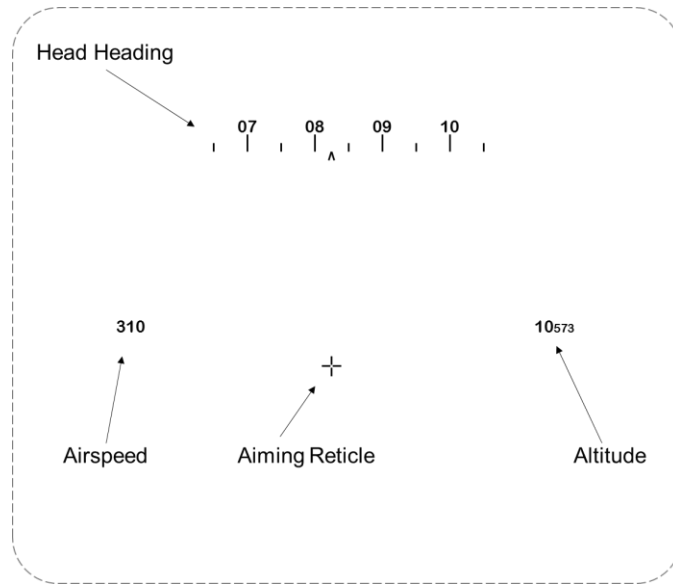 Head Heading
07 08 09 10
310
10573
Airspeed
Aiming Reticle
Altitude